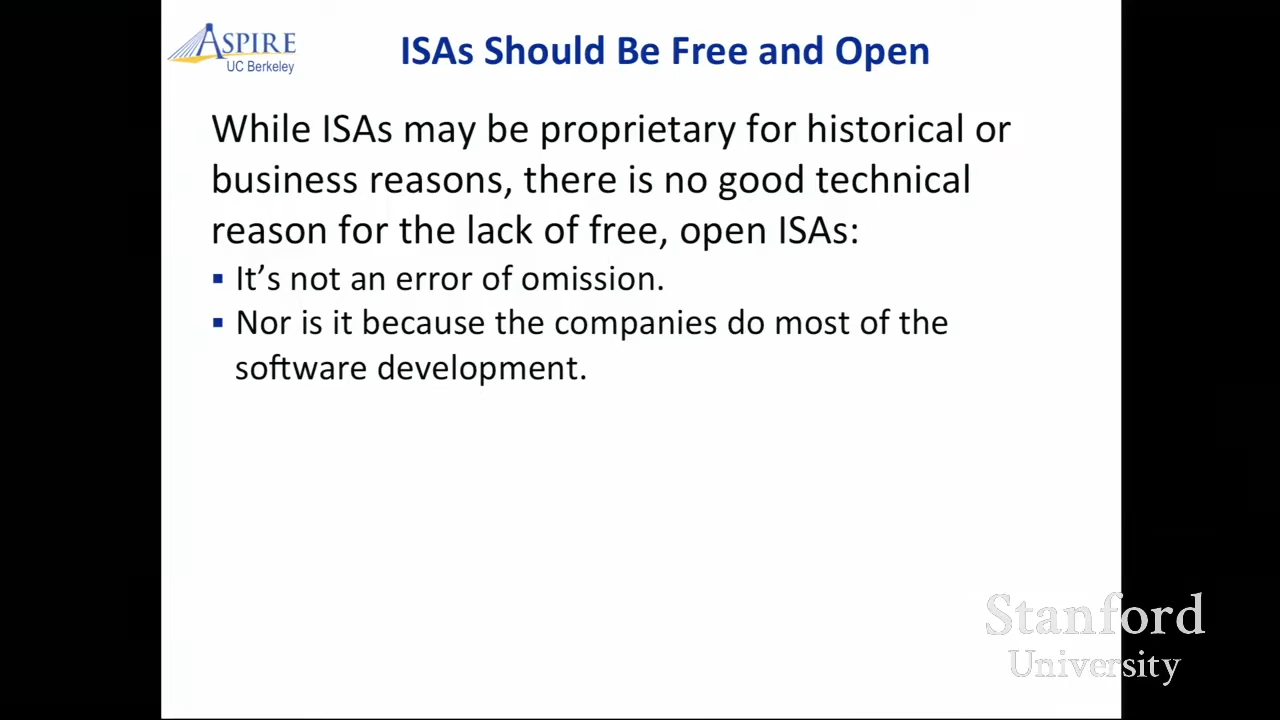 ASPIRE
UC Berkeley
ISAs Should Be Free and Open
While ISAs may be proprietary for historical or
business reasons, there is no good technical
reason for the lack of free, open ISAs:
▪ It’s not an error of omission.
▪ Nor is it because the companies do most of the
software development.
Stanford
University